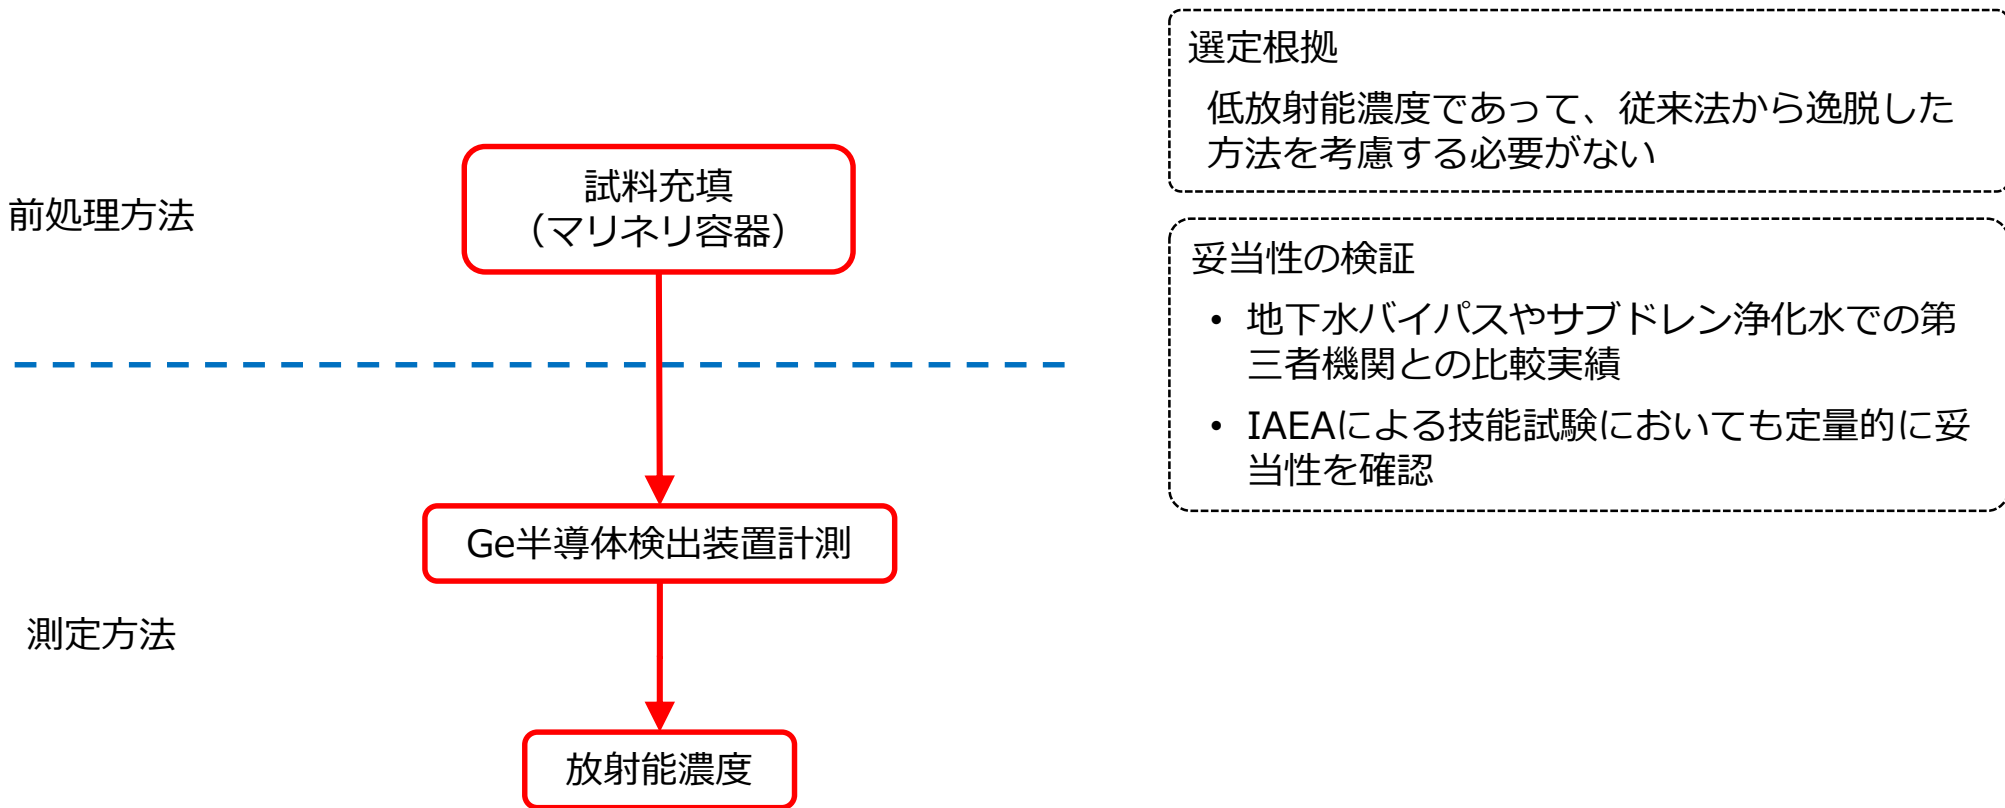 前処理方法
試料充填
（マリネリ容器）
Ge半導体検出装置計測
測定方法
放射能濃度
選定根拠
低放射能濃度であって、従来法から逸脱した
方法を考慮する必要がない
妥当性の検証
• 地下水バイパスやサブドレン浄化水での第
三者機関との比較実績
• IAEAによる技能試験においても定量的に妥
当性を確認